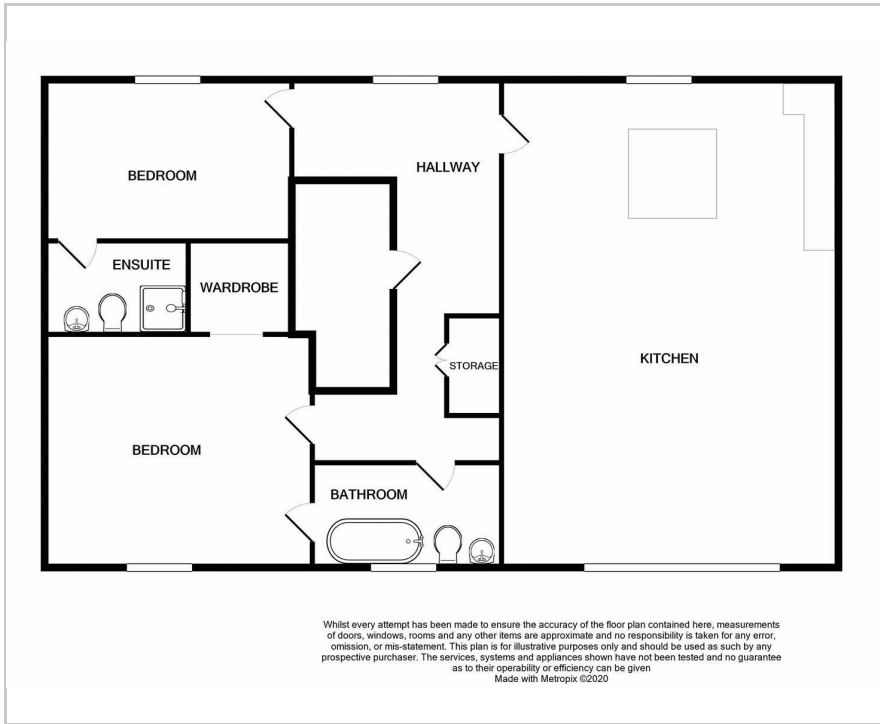 BEDROOM
HALLWAY
ENSUITE
WARDROBE
STORAGE
KITCHEN
BEDROOM
BATHROOM
Whilst every attempt has been made to ensure the accuracy of the floor plan contained here, measurements
of doors, windows, rooms and any other items are approximate and no responsibility is taken for any error,
omission, or mis-statement. This plan is for illustrative purposes only and should be used as such by any
prospective purchaser. The services, systems and appliances shown have not been tested and no guarantee
as to their operability or efficiency can be given
Made with Metropix ©2020